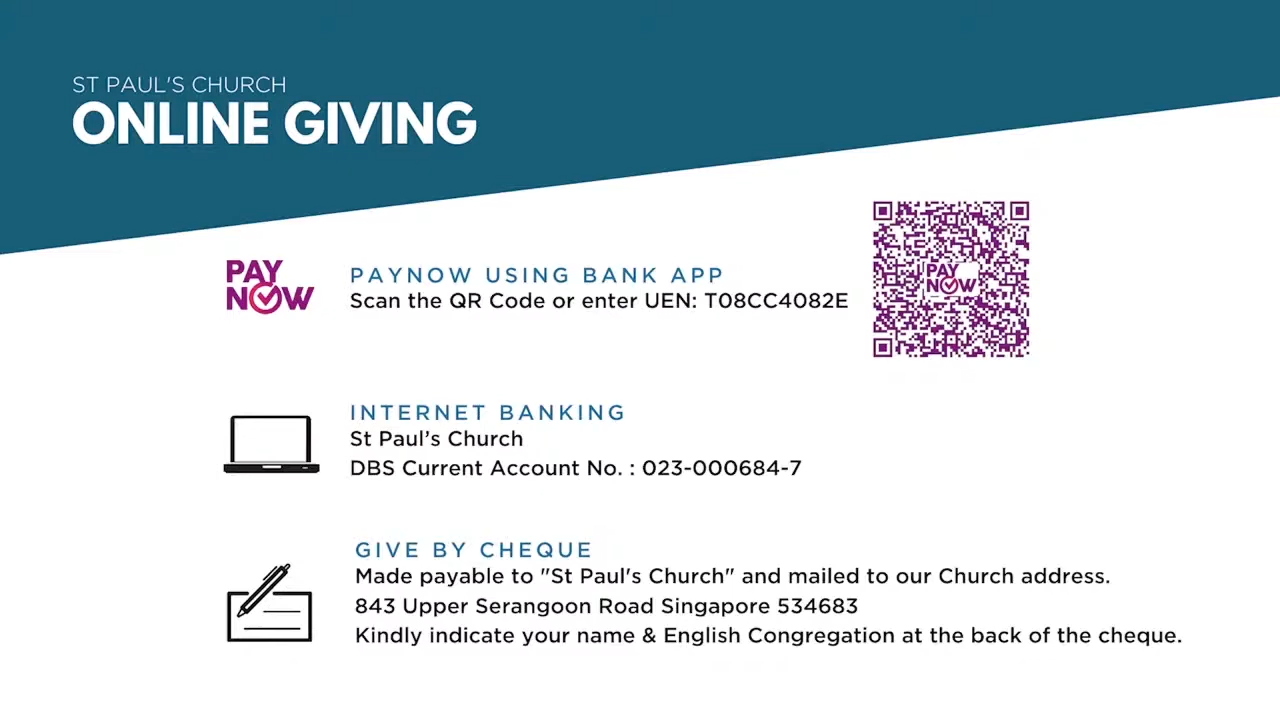 ST PAUL'S CHURCH
ONLINE GIVING
PAY
NOW
PAYNOW USING BANK APP
Scan the QR Code or enter UEN: T08CC4082E
PAY
NOW
INTERNET BANKING
St Paul’s Church
DBS Current Account No. : 023-000684-7
GIVE BY CHEQUE
Made payable to "St Paul's Church" and mailed to our Church address.
843 Upper Serangoon Road Singapore 534683
Kindly indicate your name & English Congregation at the back of the cheque.